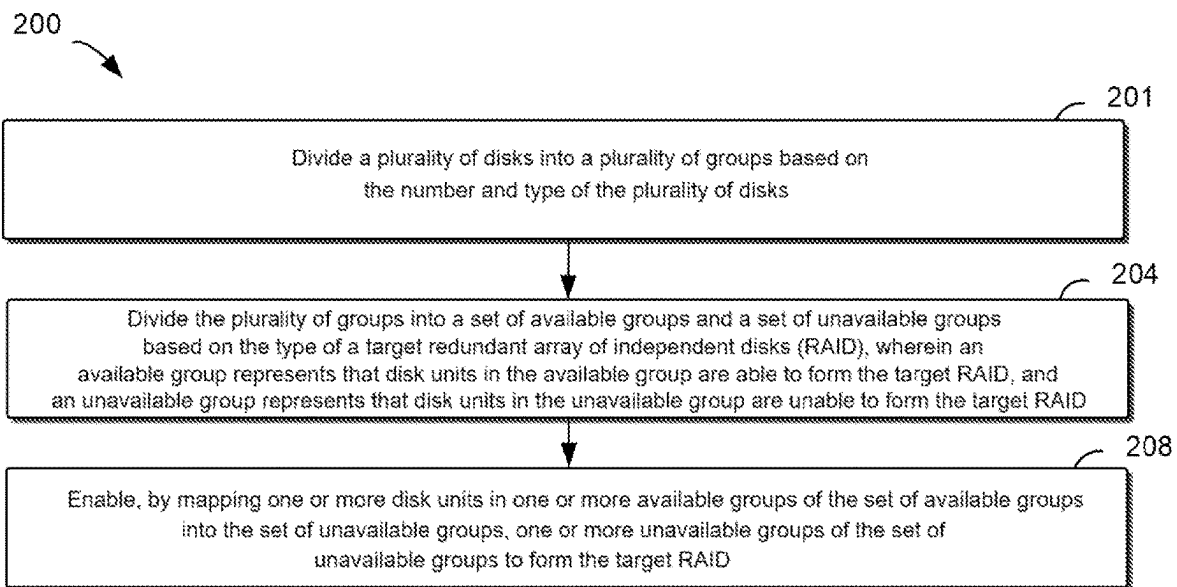 200
201
Divide a plurality of disks into a plurality of groups based on
the number and type of the plurality of disks
204
Divide the plurality of groups into a set of available groups and a set of unavailable groups
based on the type of a target redundant array of independent disks (RAID), wherein an
available group represents that disk units in the available group are able to form the target RAID, and
an unavailable group represents that disk units in the unavailable group are unable to form the target RAID
208
Enable, by mapping one or more disk units in one or more available groups of the set of available groups
into the set of unavailable groups, one or more unavailable groups of the set of
unavailable groups to form the target RAID